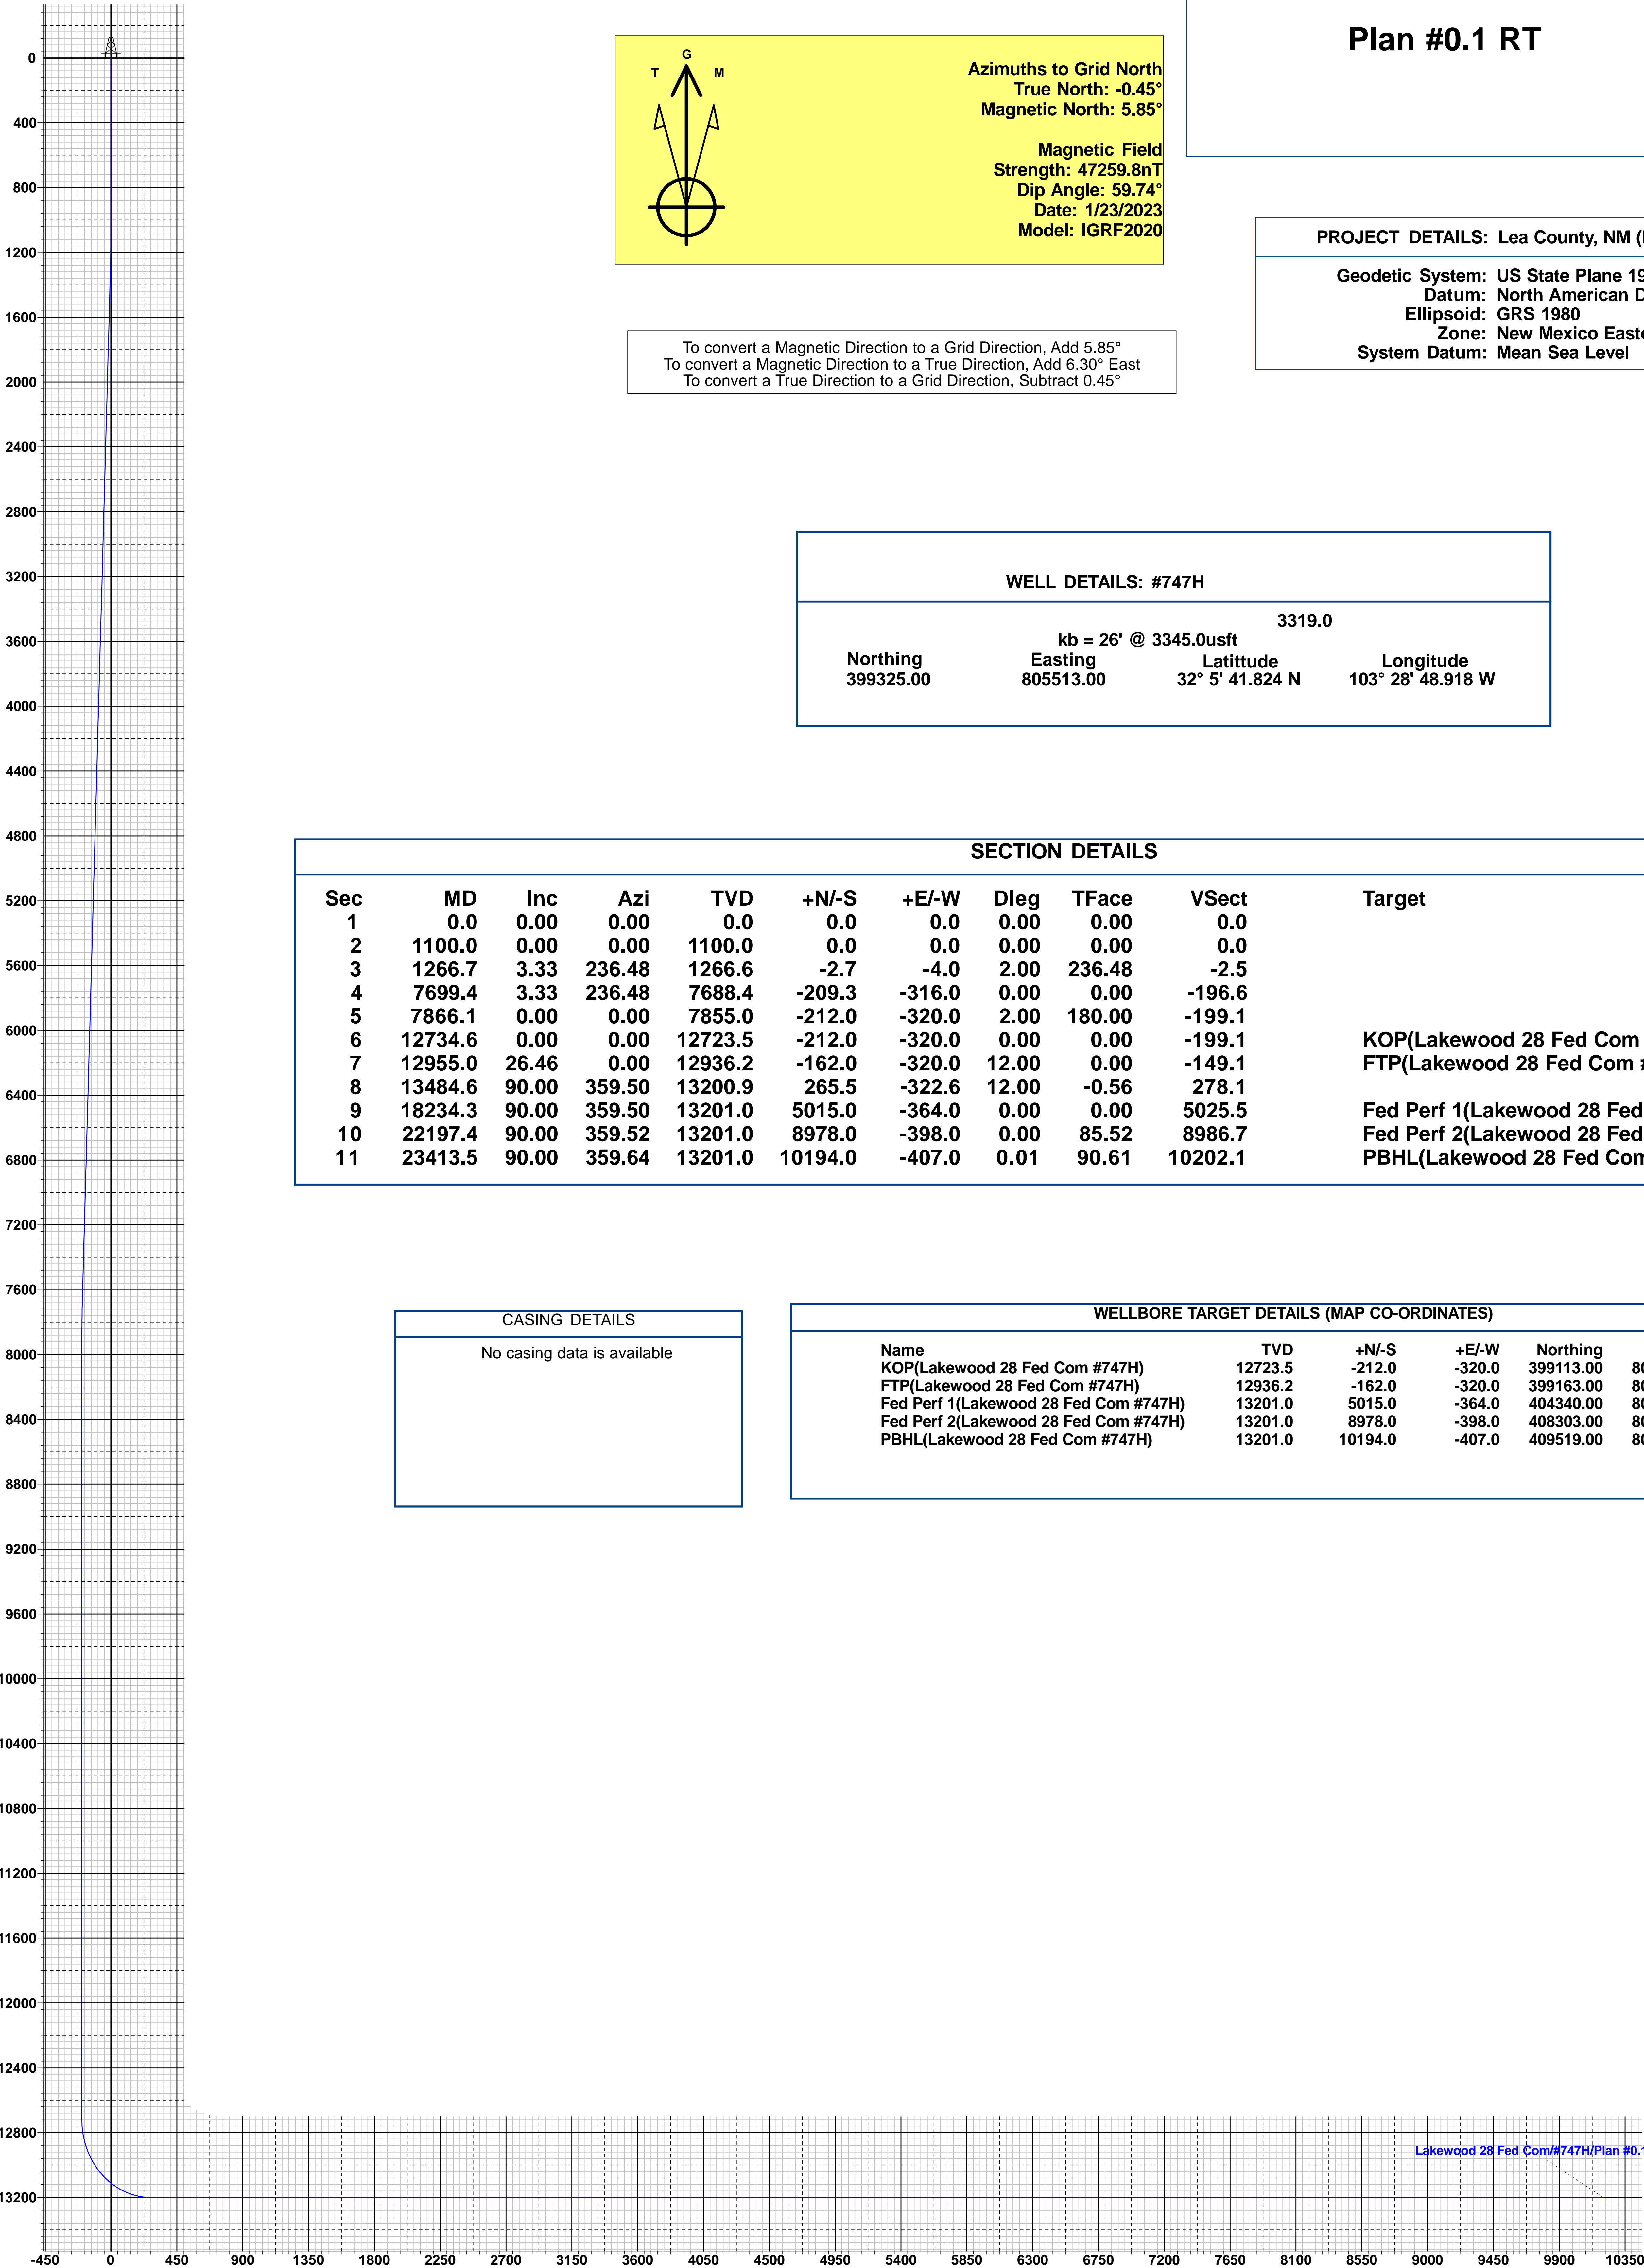 Plan #0.1 RT
G
T M
Azimuths to Grid North
True North: -0.45°
Magnetic North: 5.85°
Magnetic Field
Strength: 47259.8nT
Dip Angle: 59.74°
Date: 1/23/2023
Model: IGRF2020
PROJECT DETAILS: Lea County, NM
Geodetic System: US State Plane
Datum: North American
Ellipsoid: GRS 1980
Zone: New Mexico
System Datum: Mean Sea Level
To convert a Magnetic Direction to a Grid Direction, Add 5.85°
To convert a Magnetic Direction to a True Direction, Add 6.30° East
To convert a True Direction to a Grid Direction, Subtract 0.45°
WELL DETAILS: #747H
3319.0
kb = 26' @ 3345.0usft
Northing Easting Latittude Longitude
399325.00 805513.00 32° 5' 41.824 N 103° 28' 48.918 W
SECTION DETAILS
Sec MD Inc Azi TVD +N/-S +E/-W Dleg TFace VSect Target
1 0.0 0.00 0.00 0.0 0.0 0.0 0.00 0.00 0.0
2 1100.0 0.00 0.00 1100.0 0.0 0.0 0.00 0.00 0.0
3 1266.7 3.33 236.48 1266.6 -2.7 -4.0 2.00 236.48 -2.5
4 7699.4 3.33 236.48 7688.4 -209.3 -316.0 0.00 0.00 -196.6
5 7866.1 0.00 0.00 7855.0 -212.0 -320.0 2.00 180.00 -199.1
6 12734.6 0.00 0.00 12723.5 -212.0 -320.0 0.00 0.00 -199.1 KOP(Lakewood 28 Fed Com
7 12955.0 26.46 0.00 12936.2 -162.0 -320.0 12.00 0.00 -149.1 FTP(Lakewood 28 Fed Com
8 13484.6 90.00 359.50 13200.9 265.5 -322.6 12.00 -0.56 278.1
9 18234.3 90.00 359.50 13201.0 5015.0 -364.0 0.00 0.00 5025.5 Fed Perf 1(Lakewood 28 Fed
10 22197.4 90.00 359.52 13201.0 8978.0 -398.0 0.00 85.52 8986.7 Fed Perf 2(Lakewood 28 Fed
11 23413.5 90.00 359.64 13201.0 10194.0 -407.0 0.01 90.61 10202.1 PBHL(Lakewood 28 Fed
CASING DETAILS
No casing data is available
WELLBORE TARGET DETAILS (MAP CO-ORDINATES)
Name TVD +N/-S +E/-W Northing
KOP(Lakewood 28 Fed Com #747H) 12723.5 -212.0 -320.0 399113.00
FTP(Lakewood 28 Fed Com #747H) 12936.2 -162.0 -320.0 399163.00
Fed Perf 1(Lakewood 28 Fed Com #747H) 13201.0 5015.0 -364.0 404340.00
Fed Perf 2(Lakewood 28 Fed Com #747H) 13201.0 8978.0 -398.0 408303.00
PBHL(Lakewood 28 Fed Com #747H) 13201.0 10194.0 -407.0 409519.00
0
400
800
1200
1600
2000
2400
2800
3200
3600
4000
4400
4800
5200
5600
6000
6400
6800
7200
7600
8000
8400
8800
9200
9600
10000
10400
10800
11200
11600
12000
12400
12800
13200
Lakewood 28 Fed Com/#747H/Plan #0.1
-450 0 450 900 1350 1800 2250 2700 3150 3600 4050 4500 4950 5400 5850 6300 6750 7200 7650 8100 8550 9000 9450 9900 10350